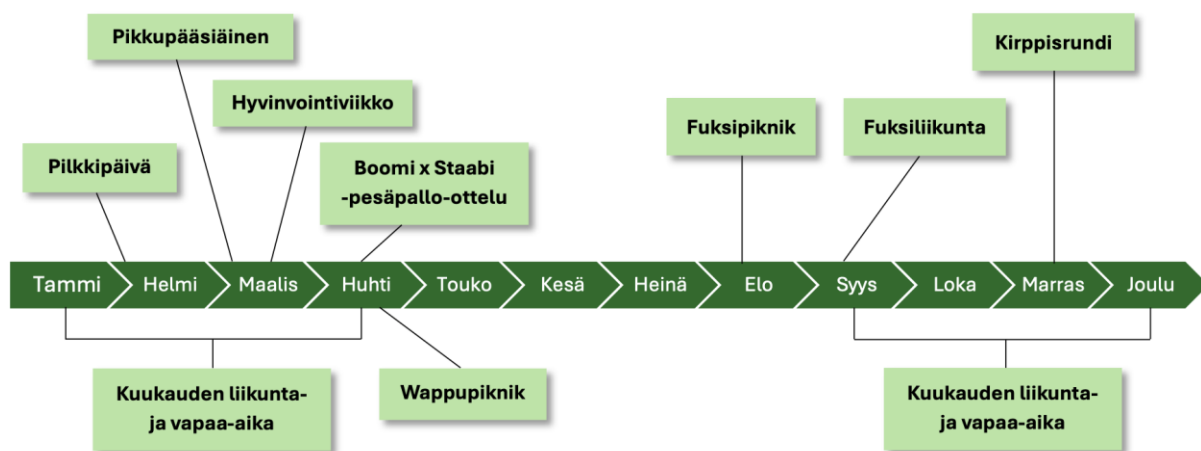 Pikkupääsiäinen
Kirppisrundi
Hyvinvointiviikko
Fuksipiknik
Fuksiliikunta
Pilkkipäivä
Boomi x Staabi
-pesäpallo-ottelu
Tammi Helmi Maalis Huhti Touko Kesä Heinä Elo Syys Loka Marras Joulu
Kuukauden liikunta-
ja vapaa-aika
Wappupiknik
Kuukauden liikunta-
ja vapaa-aika